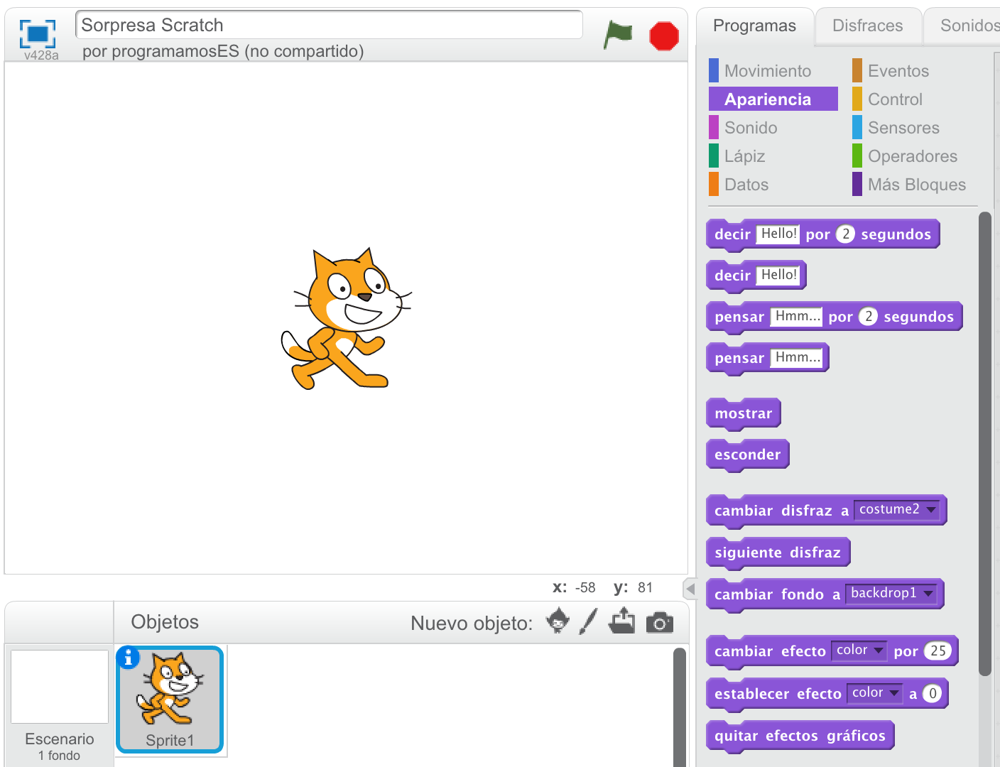 Sorpresa Scratch
v428a
por programamosES (no compartido)
Programas
Disfraces
Sonidos
Movimiento
Eventos
Apariencia
Control
Sonido
Sensores
Lápiz
Operadores
Datos
Más Bloques
decir Hello! por 2 segundos
decir Hello!
pensar Hmm... por 2 segundos
pensar Hmm...
mostrar
esconder
cambiar disfraz a costume2
siguiente disfraz
cambiar fondo a backdrop1
cambiar efecto color por 25
establecer efecto color a 0
quitar efectos gráficos
x: -58 y: 81
Objetos
Nuevo objeto:
Escenario
1 fondo
Sprite1